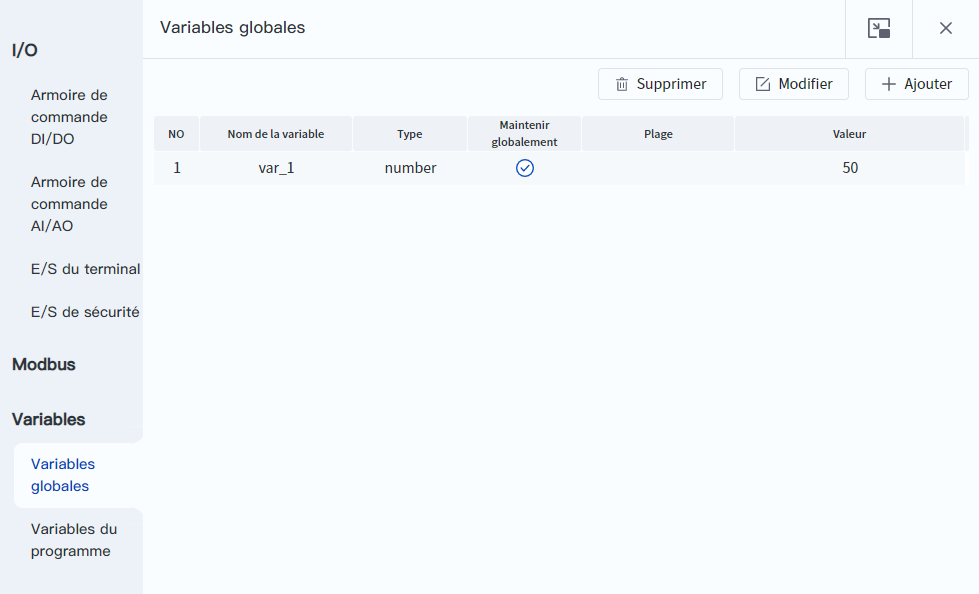 I/O
Armoire de
commande
DI/DO
Armoire de
commande
AI/AO
E/S du terminal
E/S de sécurité
Modbus
Variables
Variables
globales
Variables du
programme
Variables globales
Supprimer
Modifier
Ajouter
NO
Nom de la variable
Type
Maintenir
globalement
Plage
Valeur
1
var_1
number
50